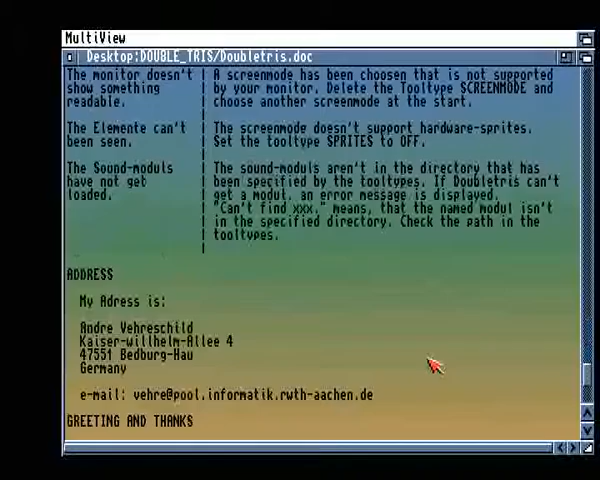 MultiView
Desktop:DOUBLE_TRIS/Doubletris.doc
The monitor doesn't | A screenmode has been choosen that is not supported
show something | by your monitor. Delete the Tooltype SCREENMODE and
readable. | choose another screenmode at the start.
|
The Elemente can't | The screenmode doesn't support hardware-sprites.
been seen. | Set the tooltype SPRITES to OFF.
|
The Sound-moduls | The sound-moduls aren't in the directory that has
have not get | been specified by the tooltypes. If Doubletris can't
loaded. | get a modul, an error message is displayed.
| "Can't find xxx." means, that the named modul isn't
| in the specified directory. Check the path in the
| tooltypes.
|
ADDRESS
My Adress is:
Andre Vehreschild
Kaiser-willhelm-Allee 4
47551 Bedburg-Hau
Germany
e-mail: vehre@pool.informatik.rwth-aachen.de
GREETING AND THANKS